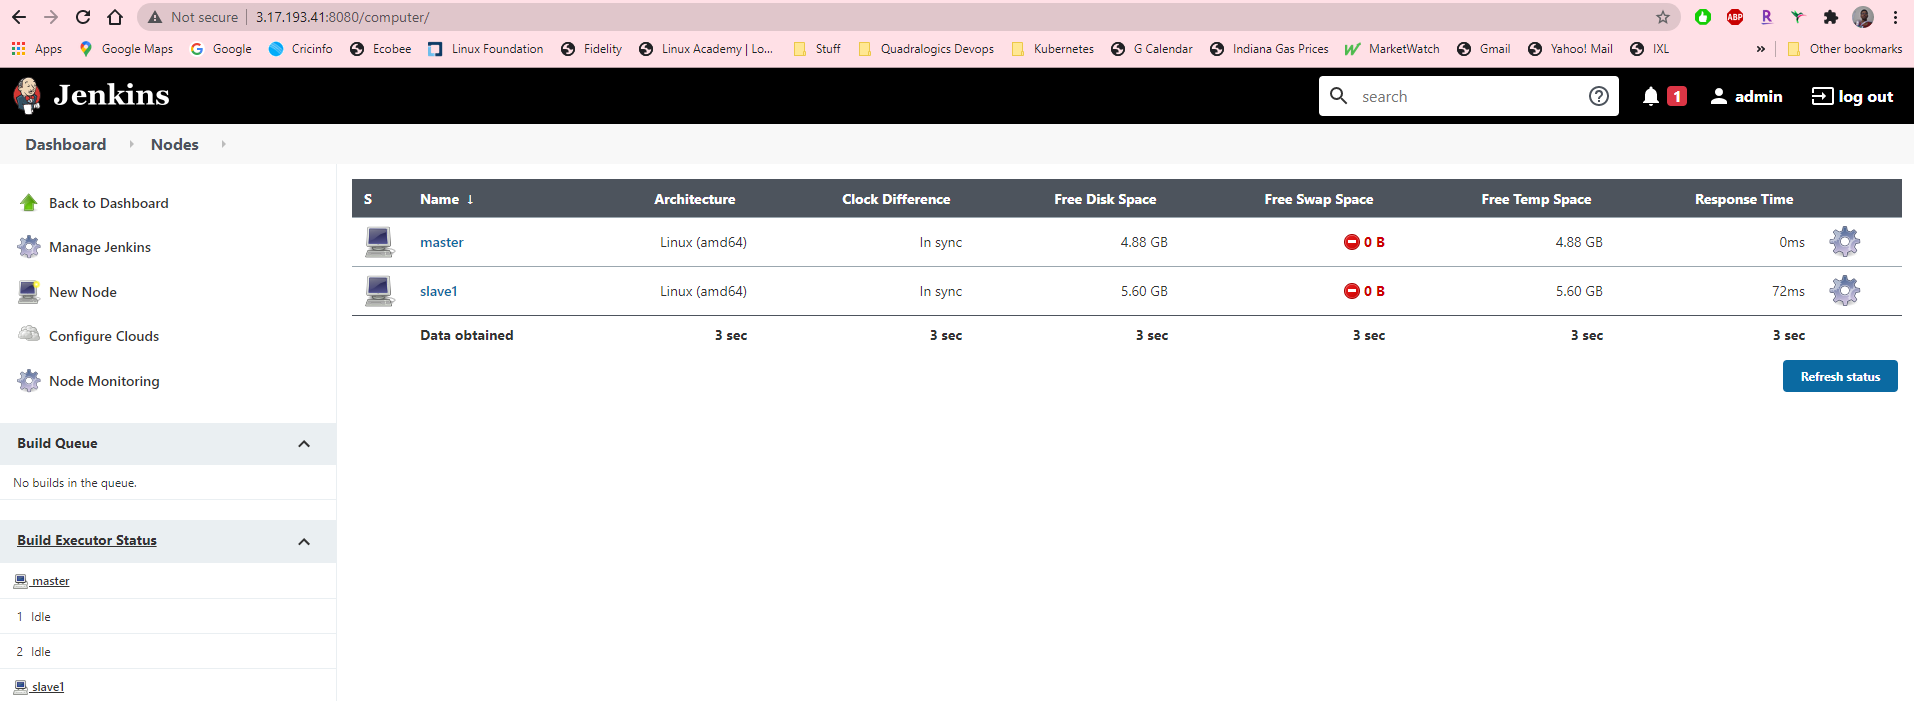 Not secure 3.17.193.41:8080/computer/
ABP R
Apps Google Maps Google Cricinfo Ecobee Linux Foundation Fidelity Linux Academy | Lo... Stuff Quadralogics Devops Kubernetes G Calendar Indiana Gas Prices MarketWatch Gmail Yahoo! Mail IXL » Other bookmarks
Jenkins search 1 admin log out
Dashboard Nodes
Back to Dashboard
Manage Jenkins
New Node
Configure Clouds
Node Monitoring
Build Queue
No builds in the queue.
Build Executor Status
master
1 Idle
2 Idle
slave1
S Name ↓ Architecture Clock Difference Free Disk Space Free Swap Space Free Temp Space Response Time
master Linux (amd64) In sync 4.88 GB 0 B 4.88 GB 0ms
slave1 Linux (amd64) In sync 5.60 GB 0 B 5.60 GB 72ms
Data obtained 3 sec 3 sec 3 sec 3 sec 3 sec 3 sec
Refresh status